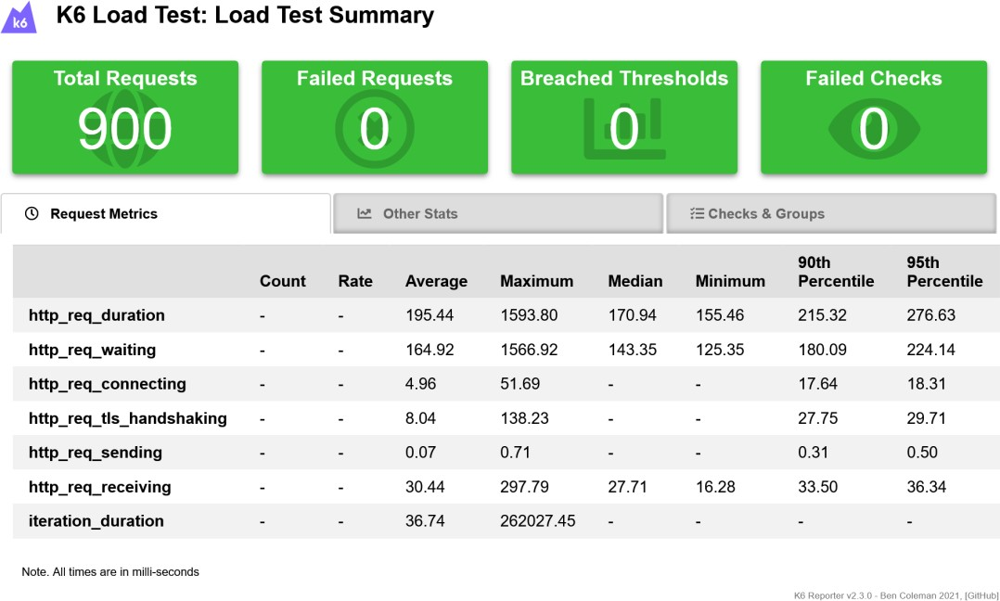 k6
K6 Load Test: Load Test Summary
Total Requests Failed Requests Breached Thresholds Failed Checks
900 0 0 0
Request Metrics Other Stats Checks & Groups
Count Rate Average Maximum Median Minimum 90th Percentile 95th Percentile
http_req_duration - - 195.44 1593.80 170.94 155.46 215.32 276.63
http_req_waiting - - 164.92 1566.92 143.35 125.35 180.09 224.14
http_req_connecting - - 4.96 51.69 - - 17.64 18.31
http_req_tls_handshaking - - 8.04 138.23 - - 27.75 29.71
http_req_sending - - 0.07 0.71 - - 0.31 0.50
http_req_receiving - - 30.44 297.79 27.71 16.28 33.50 36.34
iteration_duration - - 36.74 262027.45 - - - -
Note. All times are in milli-seconds
K6 Reporter v2.3.0 - Ben Coleman 2021, [GitHub]